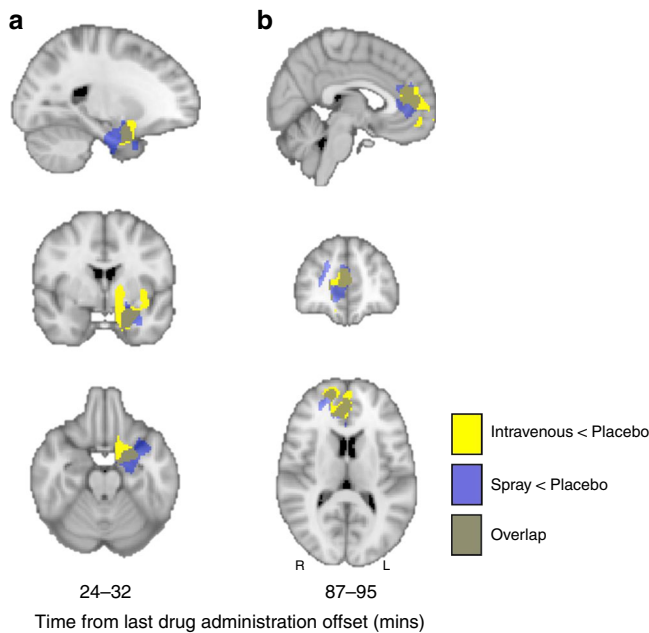 a
b
Intravenous < Placebo
Spray < Placebo
Overlap
R
L
24–32
87–95
Time from last drug administration offset (mins)